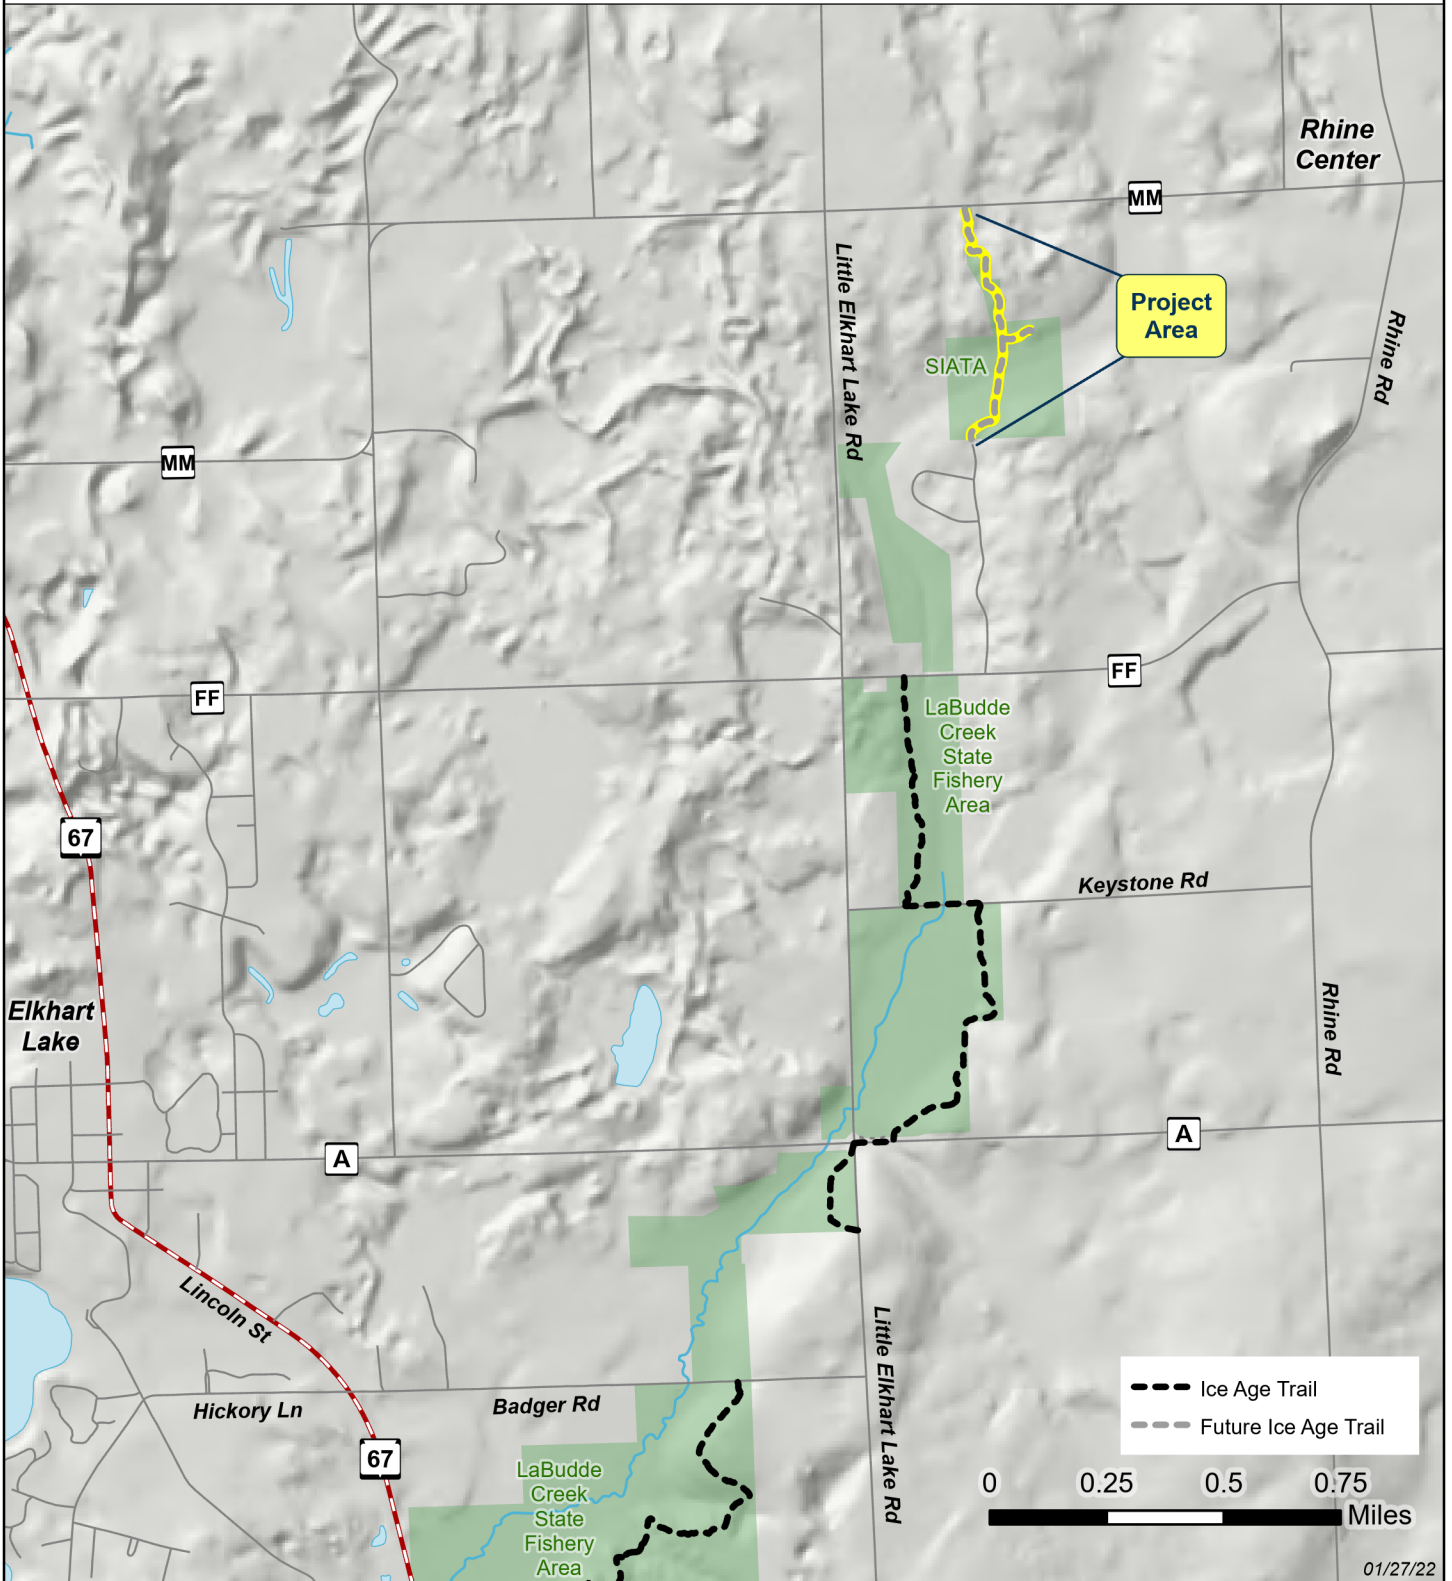 Rhine
Center
MM
Little Elkhart Lake Rd
Project
Area
Rhine Rd
SIATA
MM
FF
FF
LaBudde
Creek
State
Fishery
Area
67
Keystone Rd
Elkhart
Lake
Rhine Rd
A
A
Lincoln St
Little Elkhart Lake Rd
Hickory Ln
Badger Rd
Ice Age Trail
Future Ice Age Trail
67
LaBudde
Creek
State
Fishery
Area
0 0.25 0.5 0.75
Miles
01/27/22